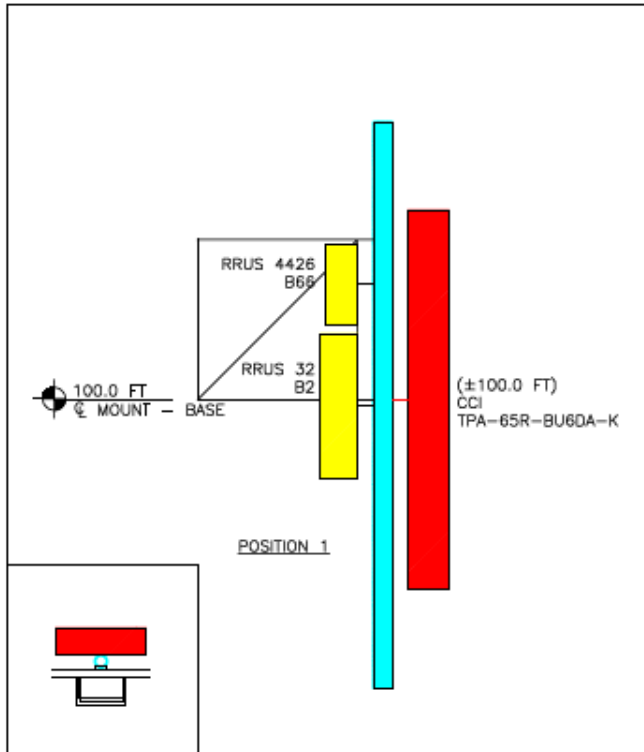 RRUS 4426
B66
RRUS 32
B2
100.0 FT
℄ MOUNT - BASE
(±100.0 FT)
CCI
TPA-65R-BU6DA-K
POSITION 1